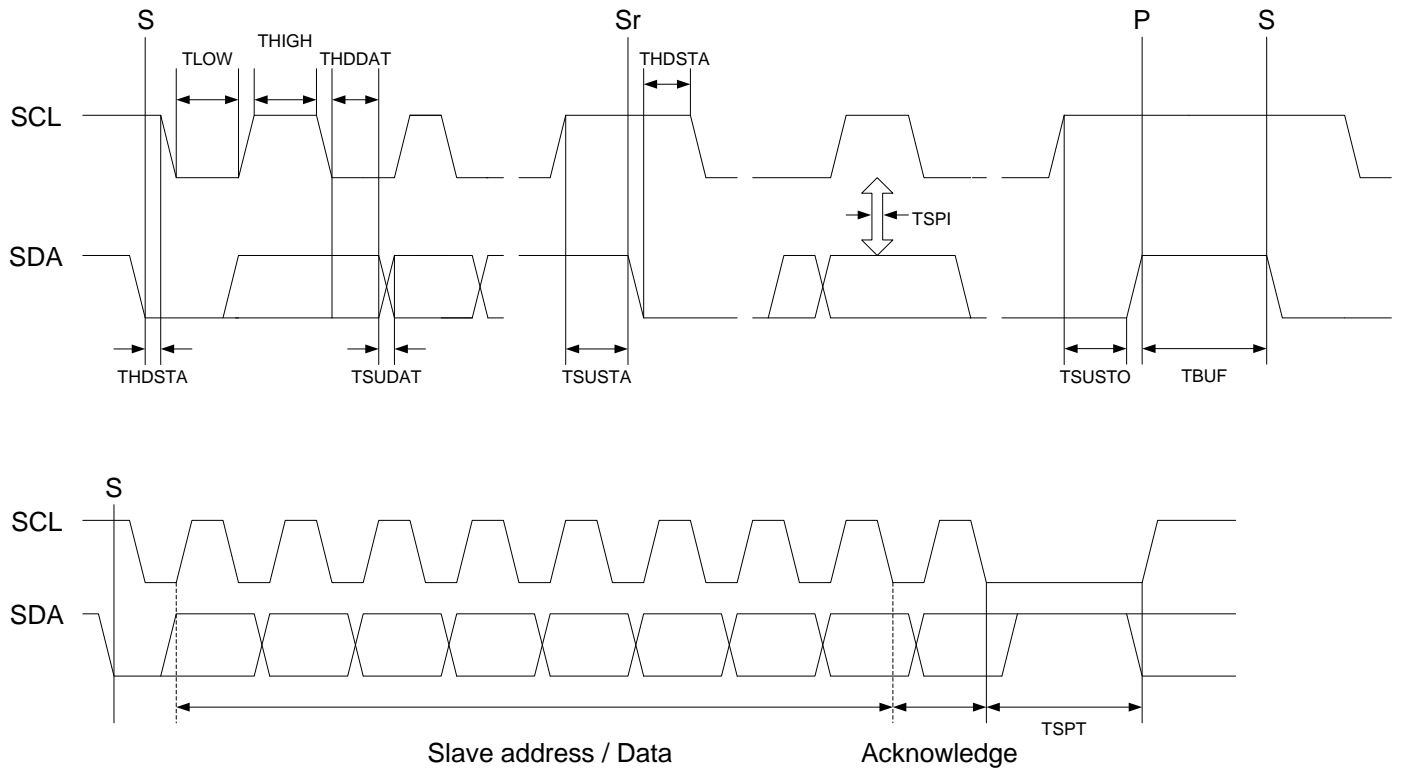 S Sr P S
THIGH
TLOW THDDAT THDSTA
SCL
TSPI
SDA
THDSTA TSUDAT TSUSTA TSUSTO TBUF
S
SCL
SDA
TSPT
Slave address / Data Acknowledge